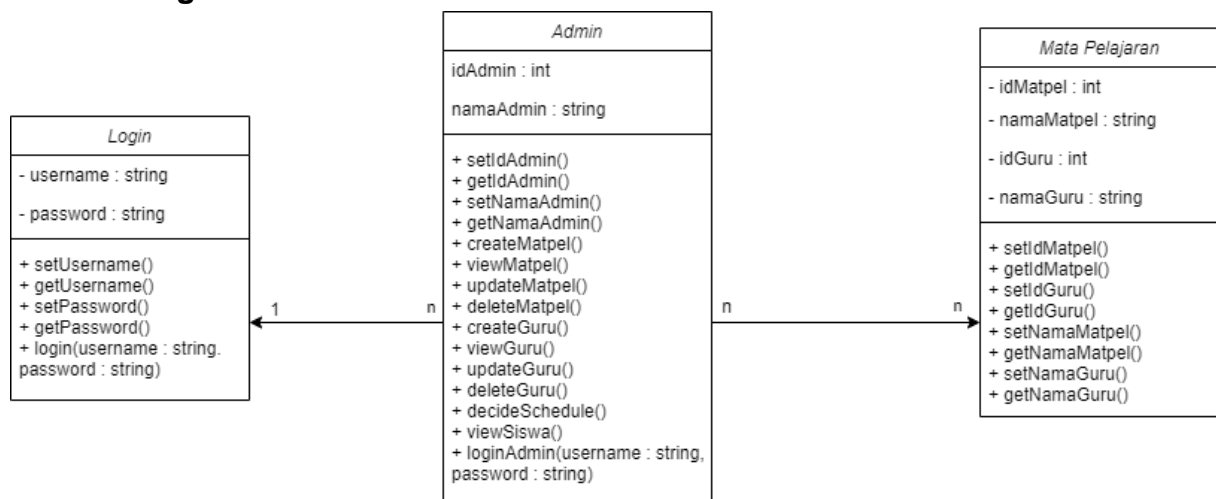 Login
- username : string
- password : string
+ setUsername()
+ getUsername()
+ setPassword()
+ getPassword()
+ login(username : string.
password : string)
1
n
Admin
idAdmin : int
namaAdmin : string
+ setIdAdmin()
+ getIdAdmin()
+ setNamaAdmin()
+ getNamaAdmin()
+ createMatpel()
+ viewMatpel()
+ updateMatpel()
+ deleteMatpel()
+ createGuru()
+ viewGuru()
+ updateGuru()
+ deleteGuru()
+ decideSchedule()
+ viewSiswa()
+ loginAdmin(username : string,
password : string)
n
n
Mata Pelajaran
- idMatpel : int
- namaMatpel : string
- idGuru : int
- namaGuru : string
+ setIdMatpel()
+ getIdMatpel()
+ setIdGuru()
+ getIdGuru()
+ setNamaMatpel()
+ getNamaMatpel()
+ setNamaGuru()
+ getNamaGuru()